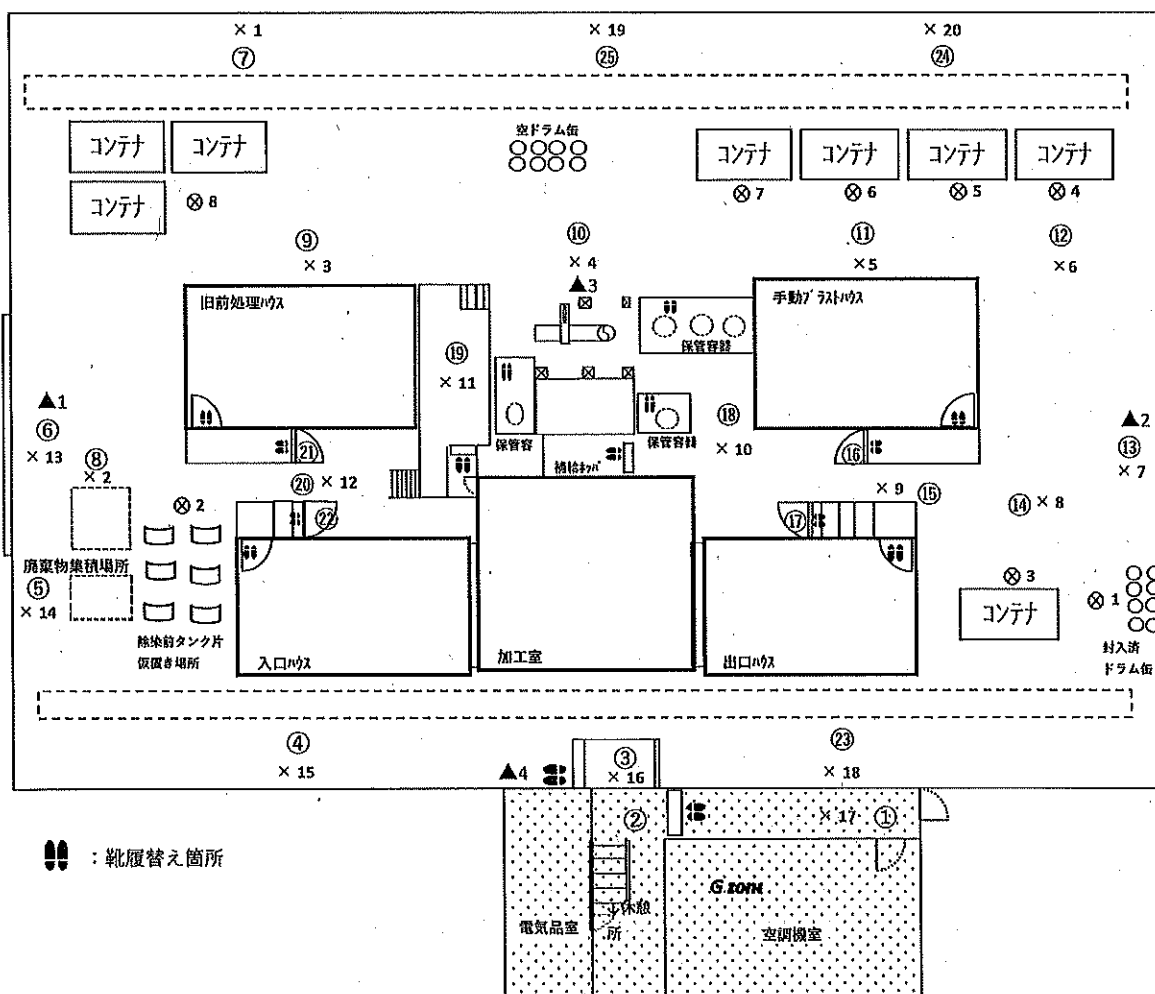 × 1
× 19
× 20
⑦
㉕
㉔
コンテナ
コンテナ
空ドラム缶
コンテナ
コンテナ
コンテナ
コンテナ
コンテナ
⊗ 8
⊗ 7
⊗ 6
⊗ 5
⊗ 4
⑨
× 3
⑩
× 4
▲3
⑪
× 5
⑫
× 6
旧前処理ハウス
手動ブラストハウス
保管容器
⑲
× 11
▲1
⑥
× 13
⑧
× 2
保管容
保管容器
⑱
× 10
▲2
⑬
× 7
㉑
⑯
補給ホッパ
⑳ × 12
× 9 ⑮
⑭ × 8
⊗ 2
㉒
⑰
廃棄物集積場所
⑤
× 14
⊗ 3
⊗ 1
コンテナ
除染前タンク片
仮置き場所
入口ハウス
加工室
出口ハウス
封入済
ドラム缶
④
× 15
③
× 16
▲4
㉓
× 18
②
× 17 ①
：靴履替え箇所
G zone
休憩
所
電気品室
空調機室